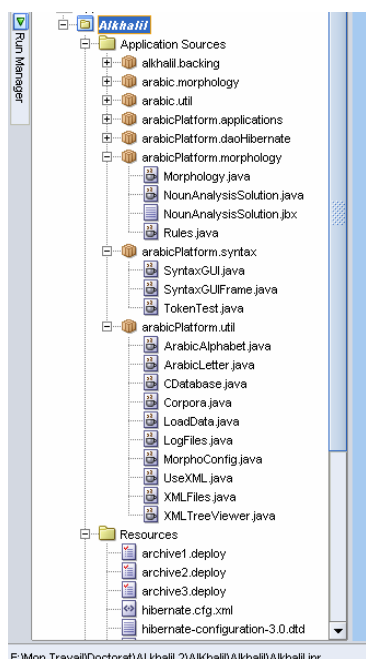 Run Manager
Alkhalil
Application Sources
alkhalil.backing
arabic.morphology
arabic.util
arabicPlatform.applications
arabicPlatform.daoHibernate
arabicPlatform.morphology
Morphology.java
NounAnalysisSolution.java
NounAnalysisSolution.jbx
Rules.java
arabicPlatform.syntax
SyntaxGUI.java
SyntaxGUIFrame.java
TokenTest.java
arabicPlatform.util
ArabicAlphabet.java
ArabicLetter.java
CDatabase.java
Corpora.java
LoadData.java
LogFiles.java
MorphoConfig.java
UseXML.java
XMLFiles.java
XMLTreeViewer.java
Resources
archive1.deploy
archive2.deploy
archive3.deploy
hibernate.cfg.xml
hibernate-configuration-3.0.dtd